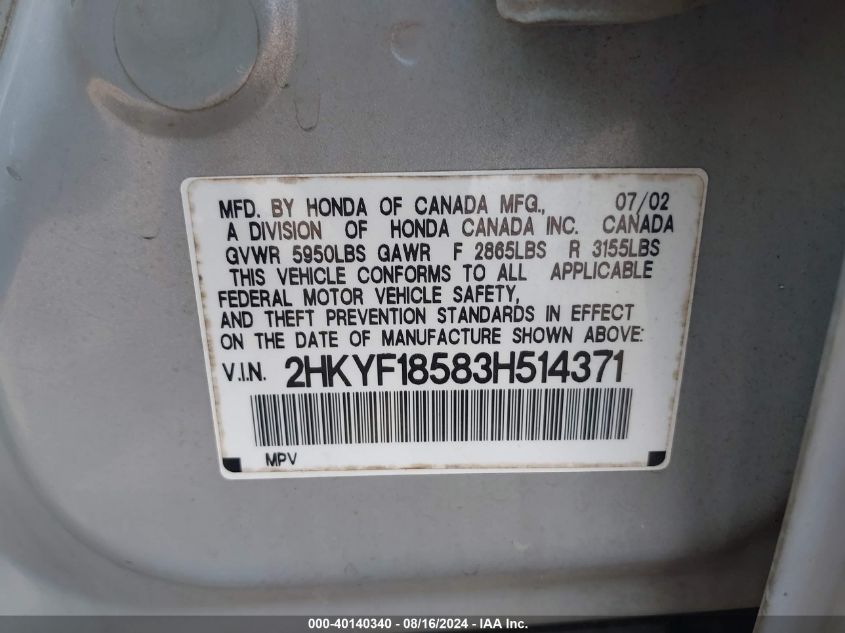 MFD. BY HONDA OF CANADA MFG., 07/02
A DIVISION OF HONDA CANADA INC. CANADA
GVWR 5950LBS GAWR F 2865LBS R 3155LBS
THIS VEHICLE CONFORMS TO ALL APPLICABLE
FEDERAL MOTOR VEHICLE SAFETY,
AND THEFT PREVENTION STANDARDS IN EFFECT
ON THE DATE OF MANUFACTURE SHOWN ABOVE:
V.I.N. 2HKYF18583H514371
MPV
000-40140340 - 08/16/2024 - IAA Inc.